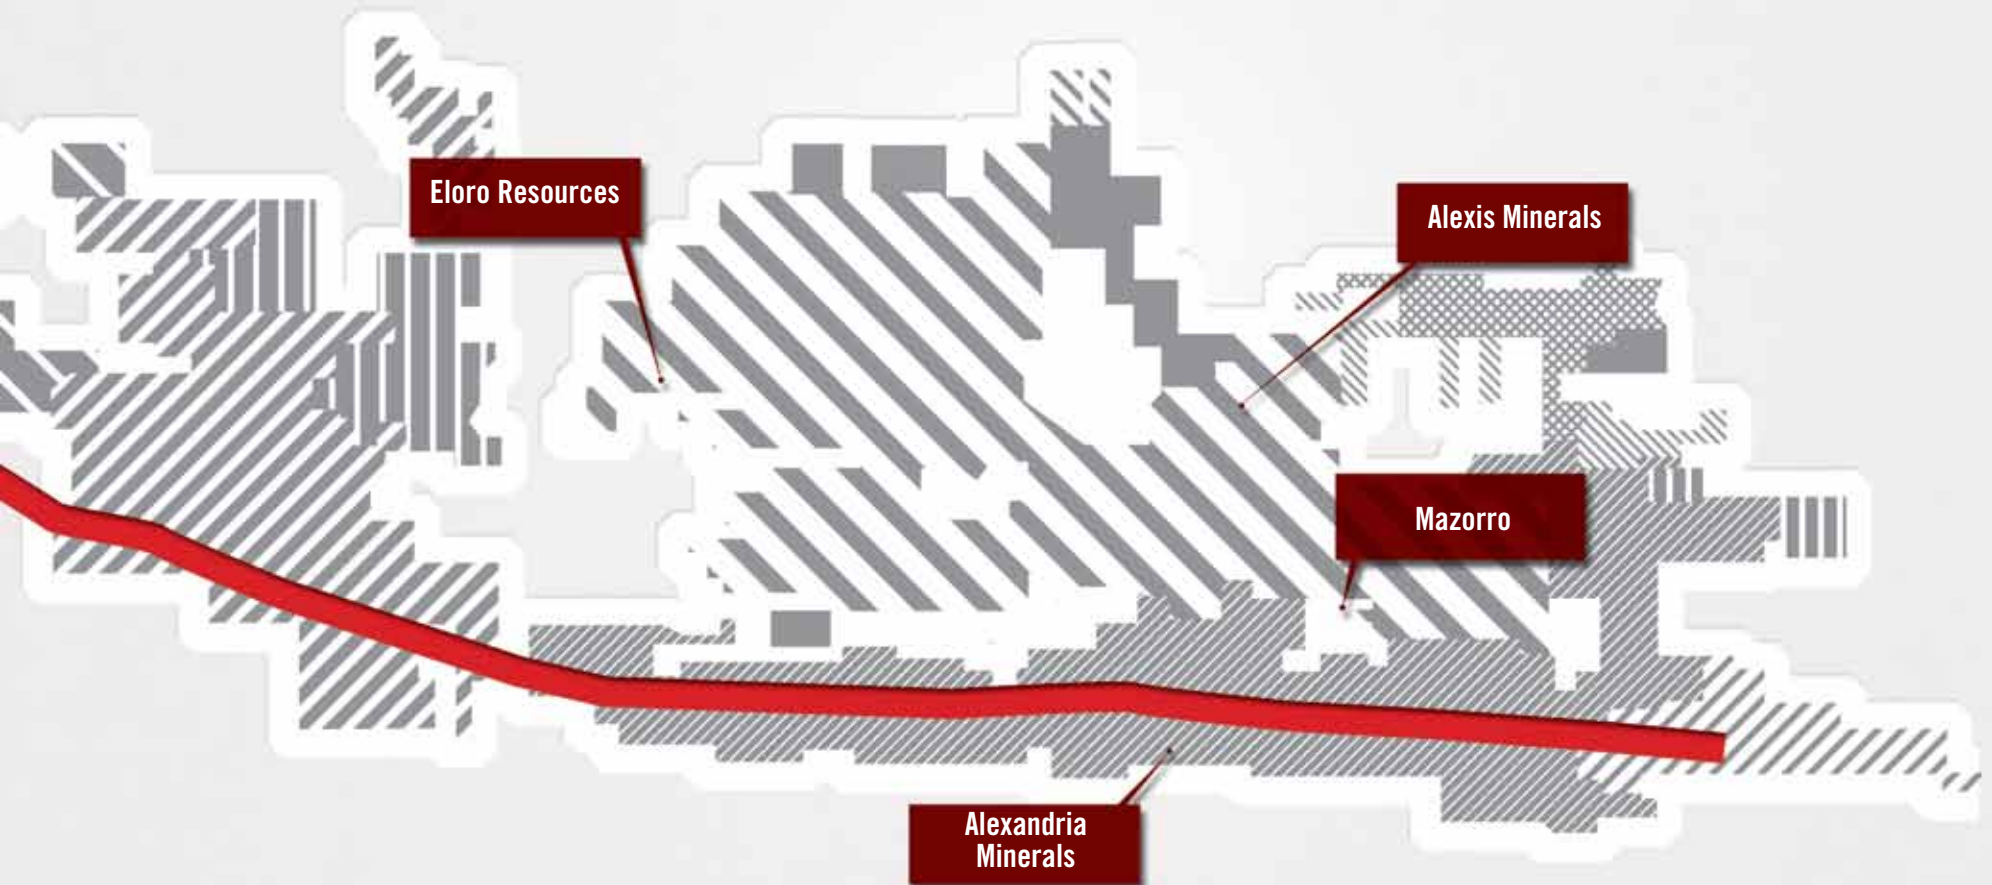 Eloro Resources
Alexis Minerals
Mazorro
Alexandria
Minerals